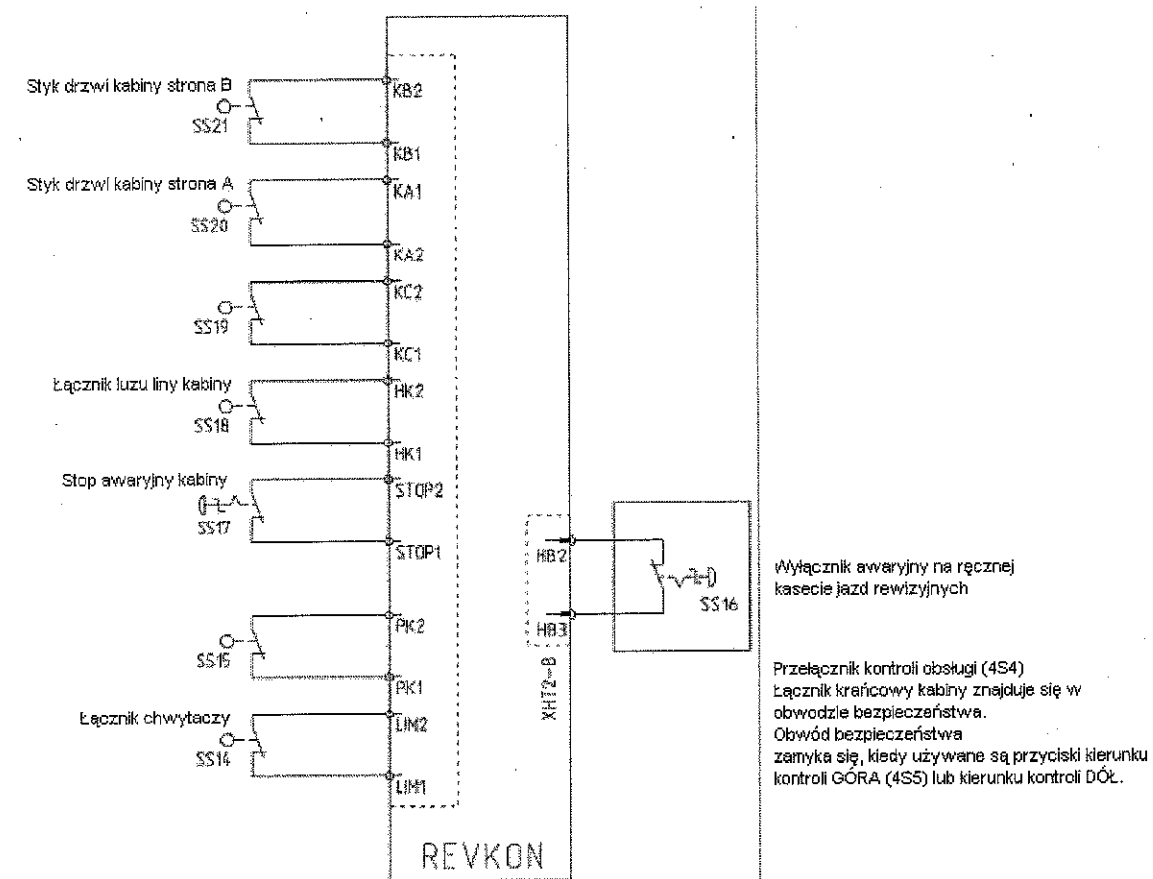 Styk drzwi kabiny strona B
SS21
KB2
KB1
Styk drzwi kabiny strona A
SS20
KA1
KA2
SS19
KC2
KC1
Łącznik luzu liny kabiny
SS18
HK2
HK1
Stop awaryjny kabiny
SS17
STOP2
STOP1
SS15
PK2
PK1
Łącznik chwytaczy
SS14
LIM2
LIM1
HB2
HB3
XHT2-B
SS16
REVKON
Wyłącznik awaryjny na ręcznej
kasecie jazd rewizyjnych
Przełącznik kontroli obsługi (4S4)
Łącznik krańcowy kabiny znajduje się w
obwodzie bezpieczeństwa.
Obwód bezpieczeństwa
zamyka się, kiedy używane są przyciski kierunku
kontroli GÓRA (4S5) lub kierunku kontroli DÓŁ.